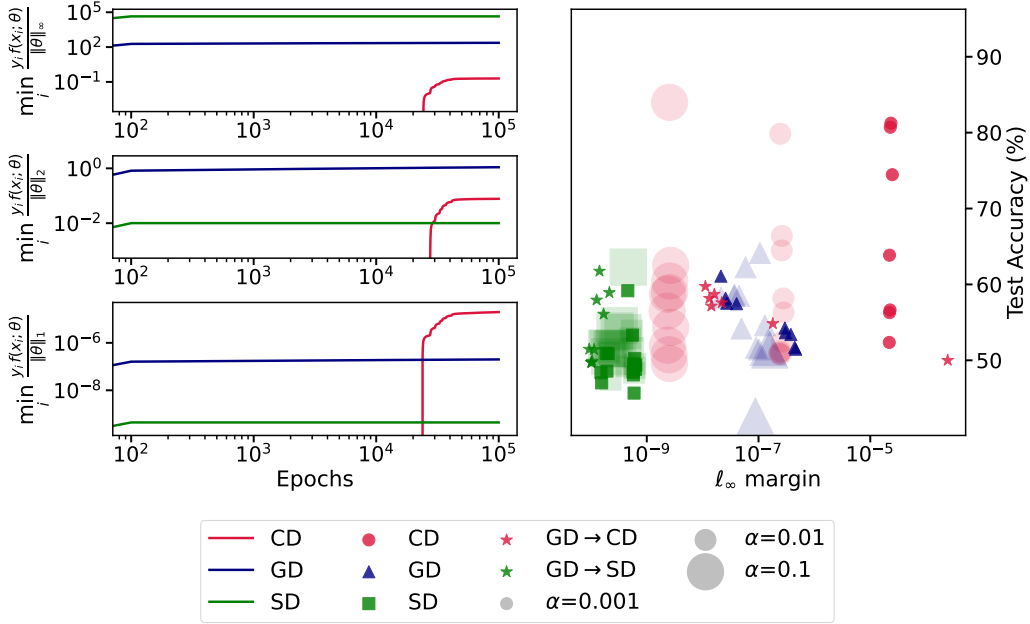 min_i y_i f(x_i; θ) / ‖θ‖_∞
10^5
10^2
10^−1
10^2 10^3 10^4 10^5
min_i y_i f(x_i; θ) / ‖θ‖_2
10^0
10^−2
10^2 10^3 10^4 10^5
min_i y_i f(x_i; θ) / ‖θ‖_1
10^−6
10^−8
10^2 10^3 10^4 10^5
Epochs
90
80
70
60
50
Test Accuracy (%)
10^−9 10^−7 10^−5
ℓ_∞ margin
CD CD GD → CD α=0.01
GD GD GD → SD α=0.1
SD SD α=0.001